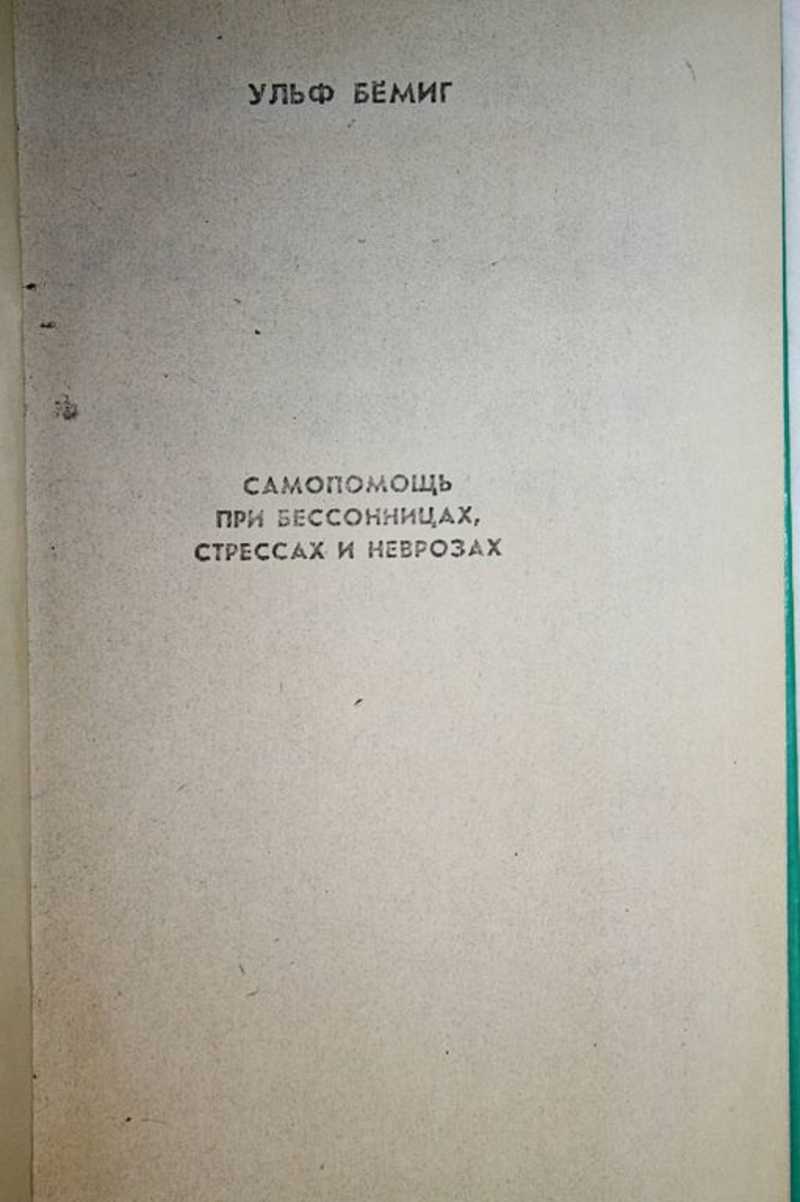 УЛЬФ БЁМИГ
САМОПОМОЩЬ
ПРИ БЕССОННИЦАХ,
СТРЕССАХ И НЕВРОЗАХ